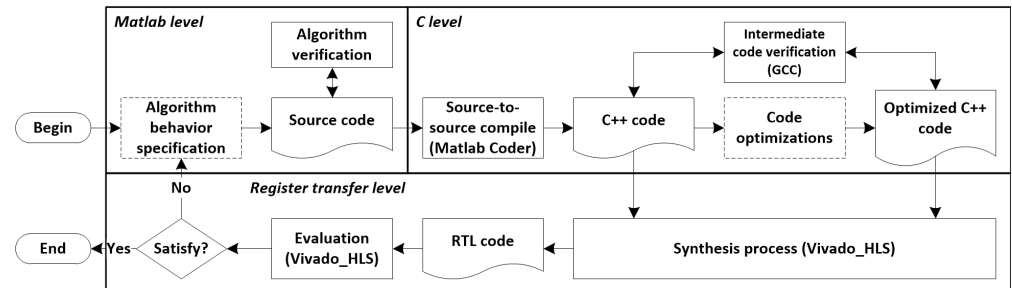 Matlab level
C level
Algorithm
verification
Intermediate
code verification
(GCC)
Begin
Algorithm
behavior
specification
Source code
Source-to-
source compile
(Matlab Coder)
C++ code
Code
optimizations
Optimized C++
code
No
Register transfer level
End
Yes
Satisfy?
Evaluation
(Vivado_HLS)
RTL code
Synthesis process (Vivado_HLS)